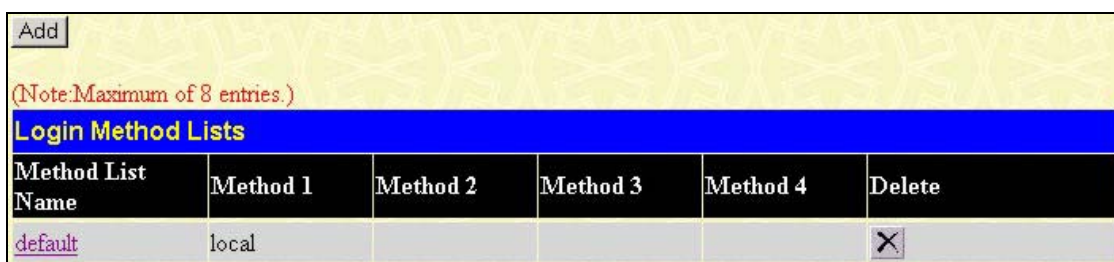 Add
(Note:Maximum of 8 entries.)
Login Method Lists
Method List Name Method 1 Method 2 Method 3 Method 4 Delete
default local